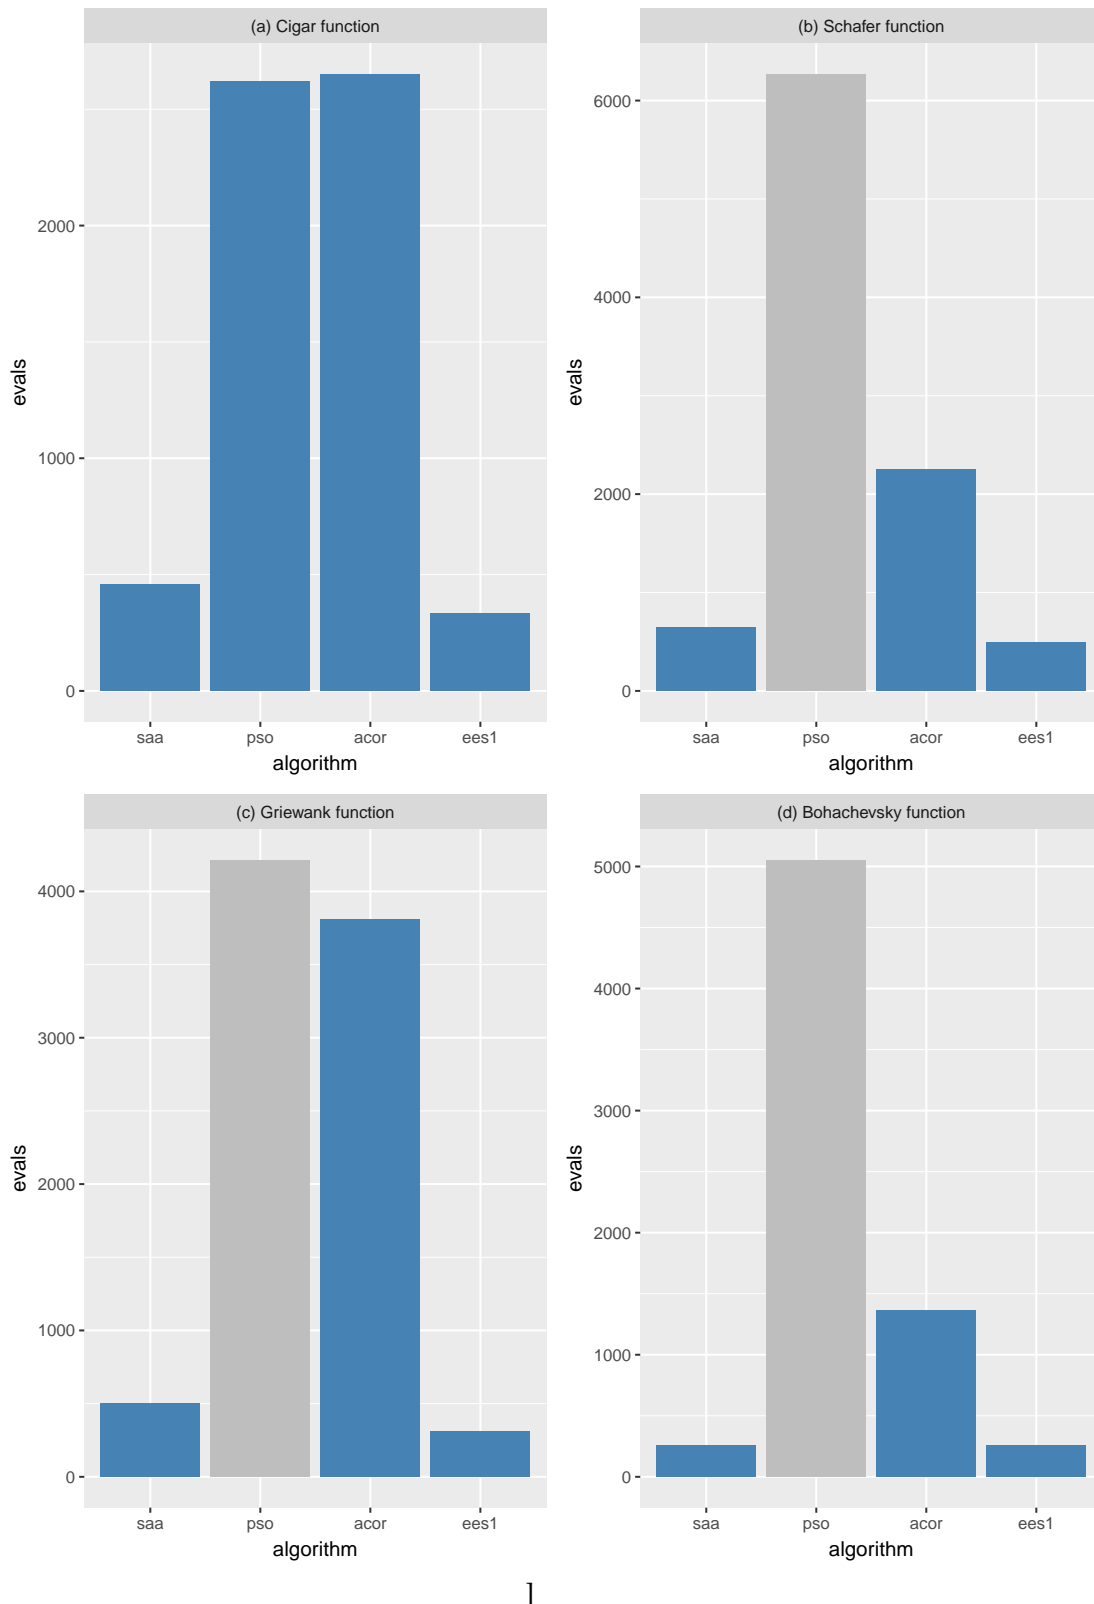 (a) Cigar function
(b) Schafer function
evals
2000
1000
0
saa pso acor ees1
algorithm
evals
6000
4000
2000
0
saa pso acor ees1
algorithm
(c) Griewank function
(d) Bohachevsky function
evals
4000
3000
2000
1000
0
saa pso acor ees1
algorithm
evals
5000
4000
3000
2000
1000
0
saa pso acor ees1
algorithm
]